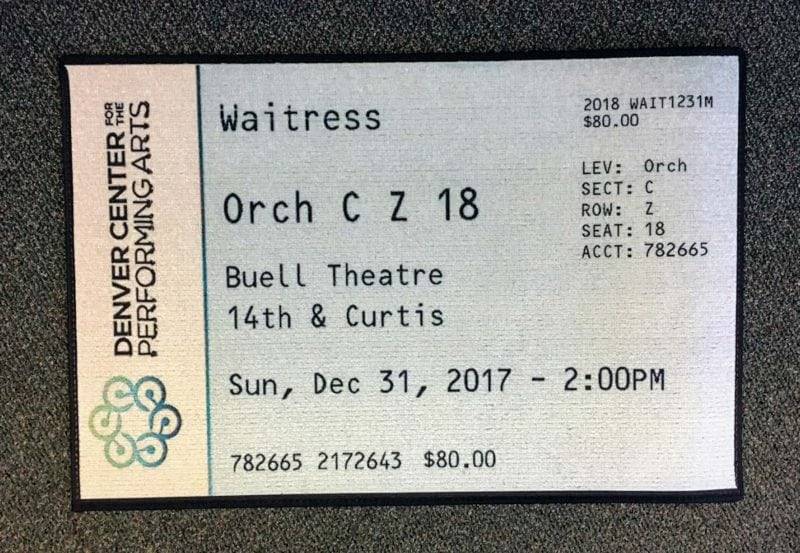 DENVER CENTER FOR THE
PERFORMING ARTS
Waitress
Orch C Z 18
Buell Theatre
14th & Curtis
Sun, Dec 31, 2017 - 2:00PM
782665 2172643 $80.00
2018 WAIT1231M
$80.00
LEV: Orch
SECT: C
ROW: Z
SEAT: 18
ACCT: 782665